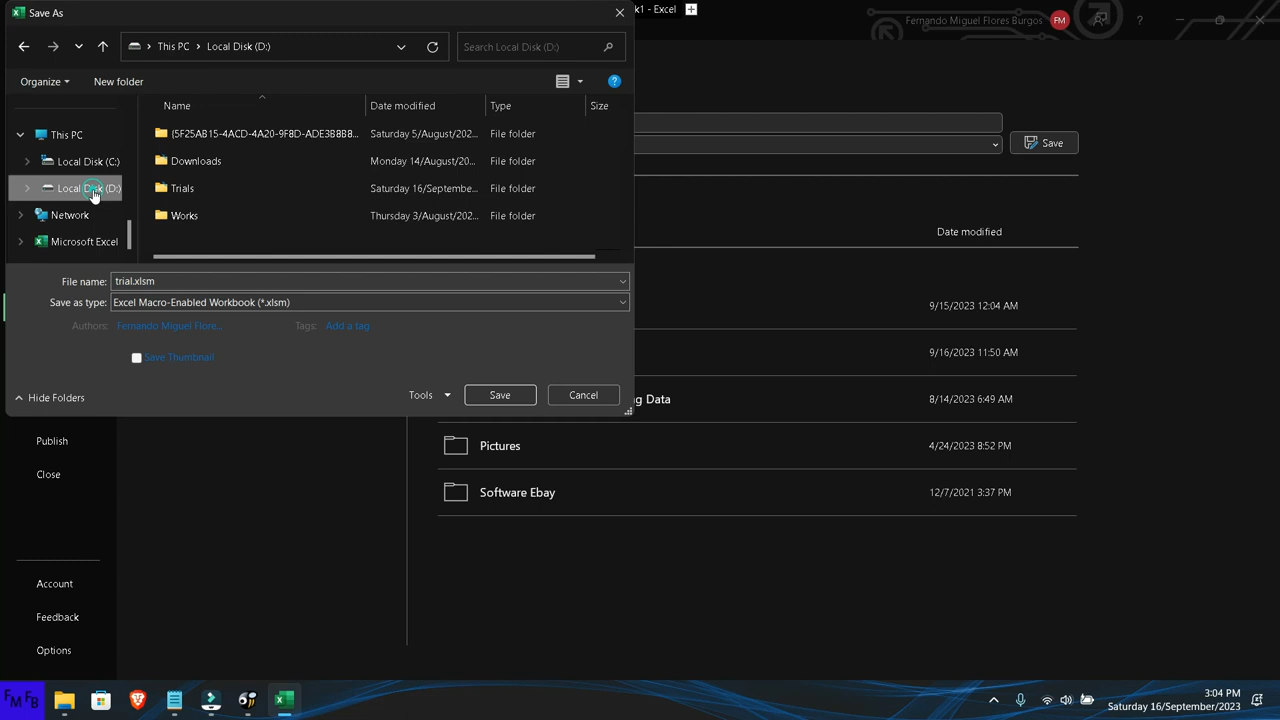 Save As
k1 - Excel
Fernando Miguel Flores Burgos
FM
?
This PC
Local Disk (D:)
Search Local Disk (D:)
Organize
New folder
?
Name
Date modified
Type
Size
This PC
Local Disk (C:)
Local Disk (D:)
Network
Microsoft Excel
{5F25AB15-4ACD-4A20-9F8D-ADE3B8B8...
Saturday 5/August/202...
File folder
Downloads
Monday 14/August/20...
File folder
Trials
Saturday 16/Septembe...
File folder
Works
Thursday 3/August/202...
File folder
File name:
trial.xlsm
Save as type:
Excel Macro-Enabled Workbook (*.xlsm)
Authors:
Fernando Miguel Flore...
Tags:
Add a tag
Save Thumbnail
Hide Folders
Tools
Save
Cancel
Save
Date modified
9/15/2023 12:04 AM
9/16/2023 11:50 AM
g Data
8/14/2023 6:49 AM
Pictures
4/24/2023 8:52 PM
Software Ebay
12/7/2021 3:37 PM
Publish
Close
Account
Feedback
Options
FMFB
3:04 PM
Saturday 16/September/2023